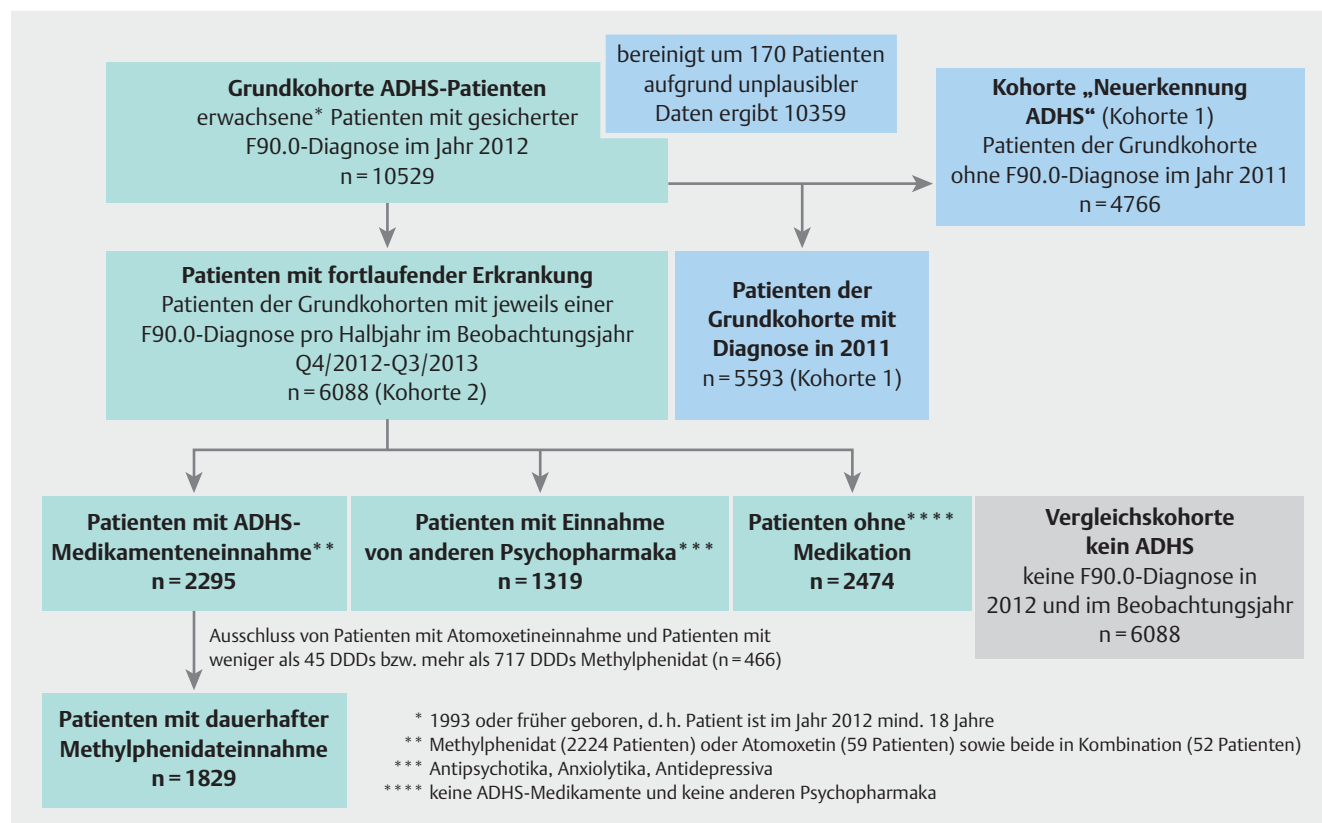 Grundkohorte ADHS-Patienten
erwachsene* Patienten mit gesicherter
F90.0-Diagnose im Jahr 2012
n = 10529
bereinigt um 170 Patienten
aufgrund unplausibler
Daten ergibt 10359
Kohorte „Neuerkennung
ADHS“ (Kohorte 1)
Patienten der Grundkohorte
ohne F90.0-Diagnose im Jahr 2011
n = 4766
Patienten mit fortlaufender Erkrankung
Patienten der Grundkohorten mit jeweils einer
F90.0-Diagnose pro Halbjahr im Beobachtungsjahr
Q4/2012-Q3/2013
n = 6088 (Kohorte 2)
Patienten der
Grundkohorte mit
Diagnose in 2011
n = 5593 (Kohorte 1)
Patienten mit ADHS-
Medikamenteneinnahme**
n = 2295
Patienten mit Einnahme
von anderen Psychopharmaka***
n = 1319
Patienten ohne****
Medikation
n = 2474
Vergleichskohorte
kein ADHS
keine F90.0-Diagnose in
2012 und im Beobachtungsjahr
n = 6088
Ausschluss von Patienten mit Atomoxetineinnahme und Patienten mit
weniger als 45 DDDs bzw. mehr als 717 DDDs Methylphenidat (n = 466)
Patienten mit dauerhafter
Methylphenidateinnahme
n = 1829
* 1993 oder früher geboren, d. h. Patient ist im Jahr 2012 mind. 18 Jahre
** Methylphenidat (2224 Patienten) oder Atomoxetin (59 Patienten) sowie beide in Kombination (52 Patienten)
*** Antipsychotika, Anxiolytika, Antidepressiva
**** keine ADHS-Medikamente und keine anderen Psychopharmaka